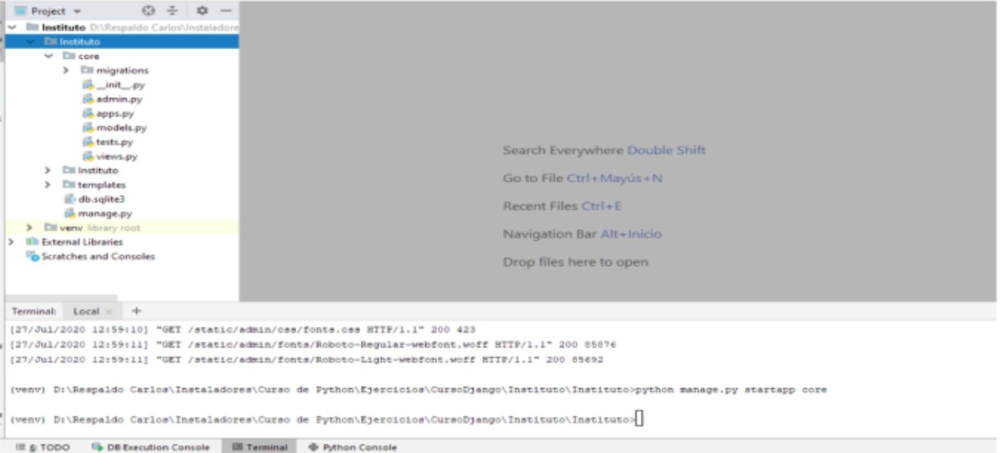 Project
Instituto D:\Respaldo Carlos\Instaladore
Instituto
core
migrations
__init__.py
admin.py
apps.py
models.py
tests.py
views.py
Instituto
templates
db.sqlite3
manage.py
venv library root
External Libraries
Scratches and Consoles
Search Everywhere Double Shift
Go to File Ctrl+Mayús+N
Recent Files Ctrl+E
Navigation Bar Alt+Inicio
Drop files here to open
Terminal: Local × +
[27/Jul/2020 12:59:10] "GET /static/admin/css/fonts.css HTTP/1.1" 200 423
[27/Jul/2020 12:59:11] "GET /static/admin/fonts/Roboto-Regular-webfont.woff HTTP/1.1" 200 85876
[27/Jul/2020 12:59:11] "GET /static/admin/fonts/Roboto-Light-webfont.woff HTTP/1.1" 200 85692
(venv) D:\Respaldo Carlos\Instaladores\Curso de Python\Ejercicios\CursoDjango\Instituto\Instituto>python manage.py startapp core
(venv) D:\Respaldo Carlos\Instaladores\Curso de Python\Ejercicios\CursoDjango\Instituto\Instituto>
6: TODO DB Execution Console Terminal Python Console